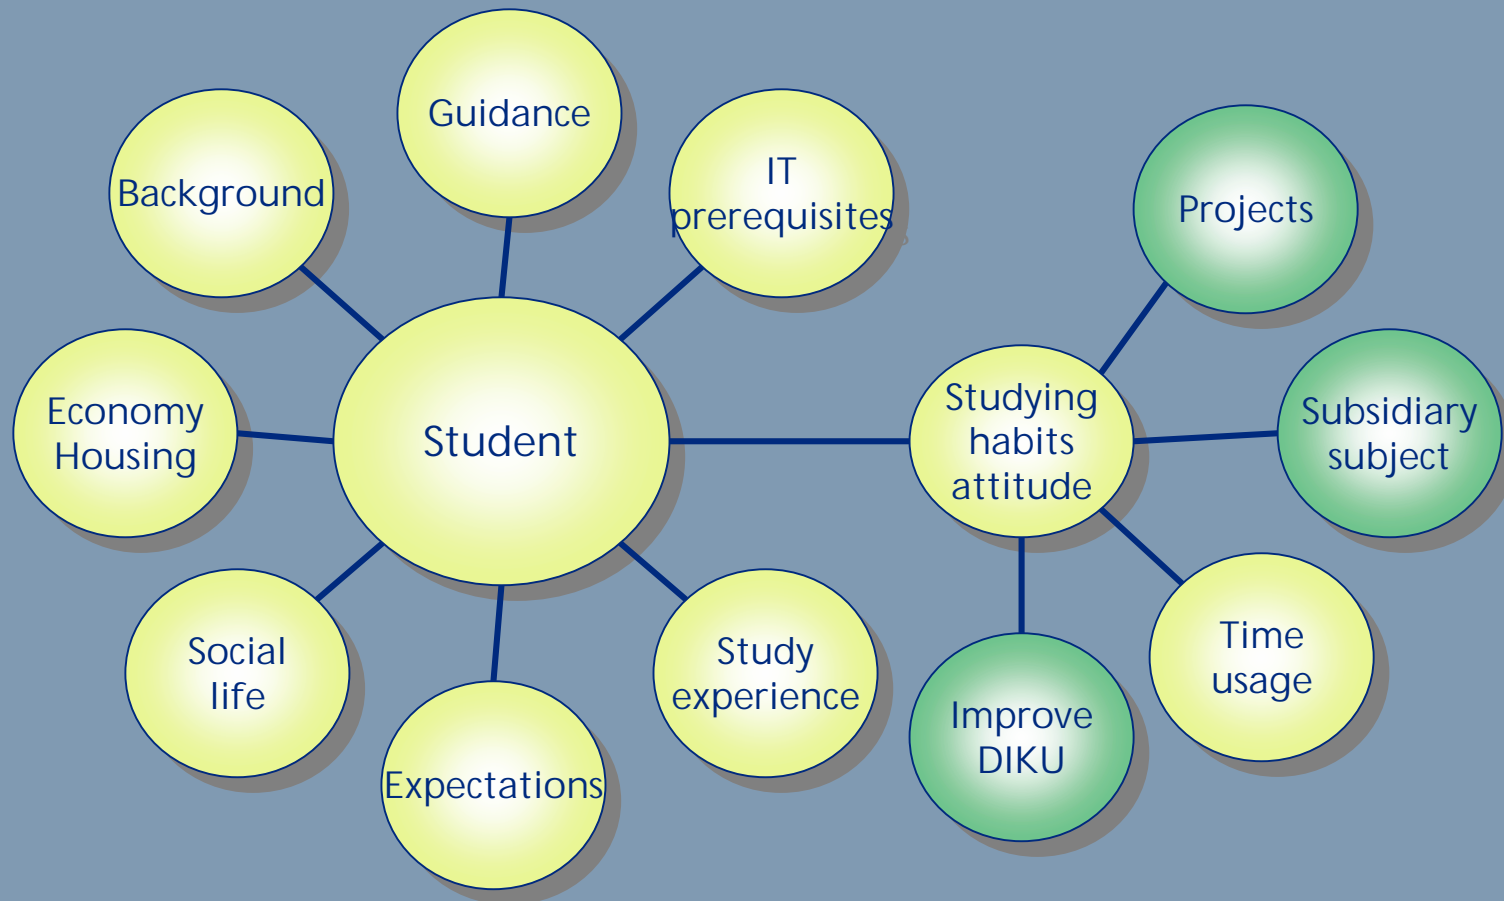 Guidance
Background
IT
prerequisites
Projects
Economy
Housing
Student
Studying
habits
attitude
Subsidiary
subject
Social
life
Study
experience
Time
usage
Expectations
Improve
DIKU